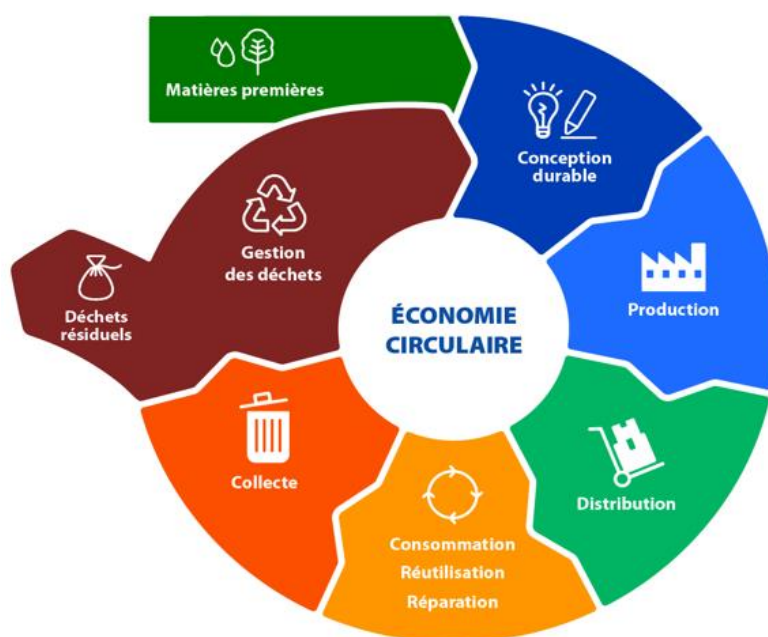 Matières premières
Conception
durable
Production
Distribution
Consommation
Réutilisation
Réparation
Collecte
Gestion
des déchets
Déchets
résiduels
ÉCONOMIE
CIRCULAIRE